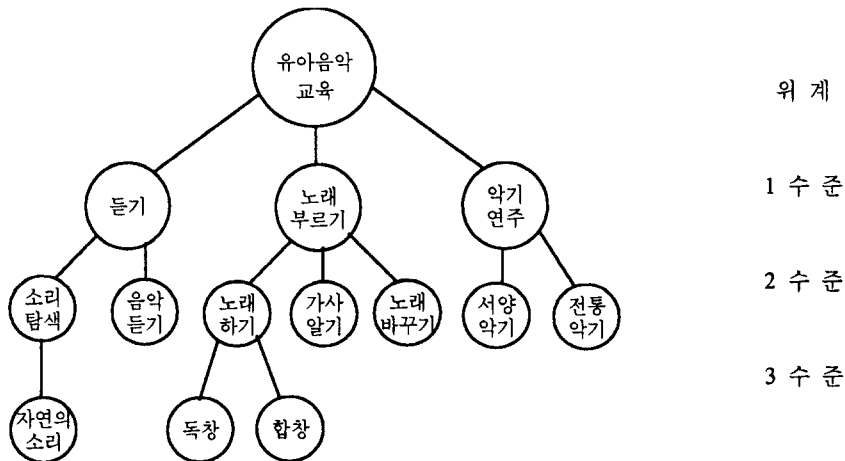 유아음악
교육
위 계
듣기
노래
부르기
악기
연주
1 수 준
소리
탐색
음악
듣기
노래
하기
가사
알기
노래
바꾸기
서양
악기
전통
악기
2 수 준
3 수 준
자연의
소리
독창
합창